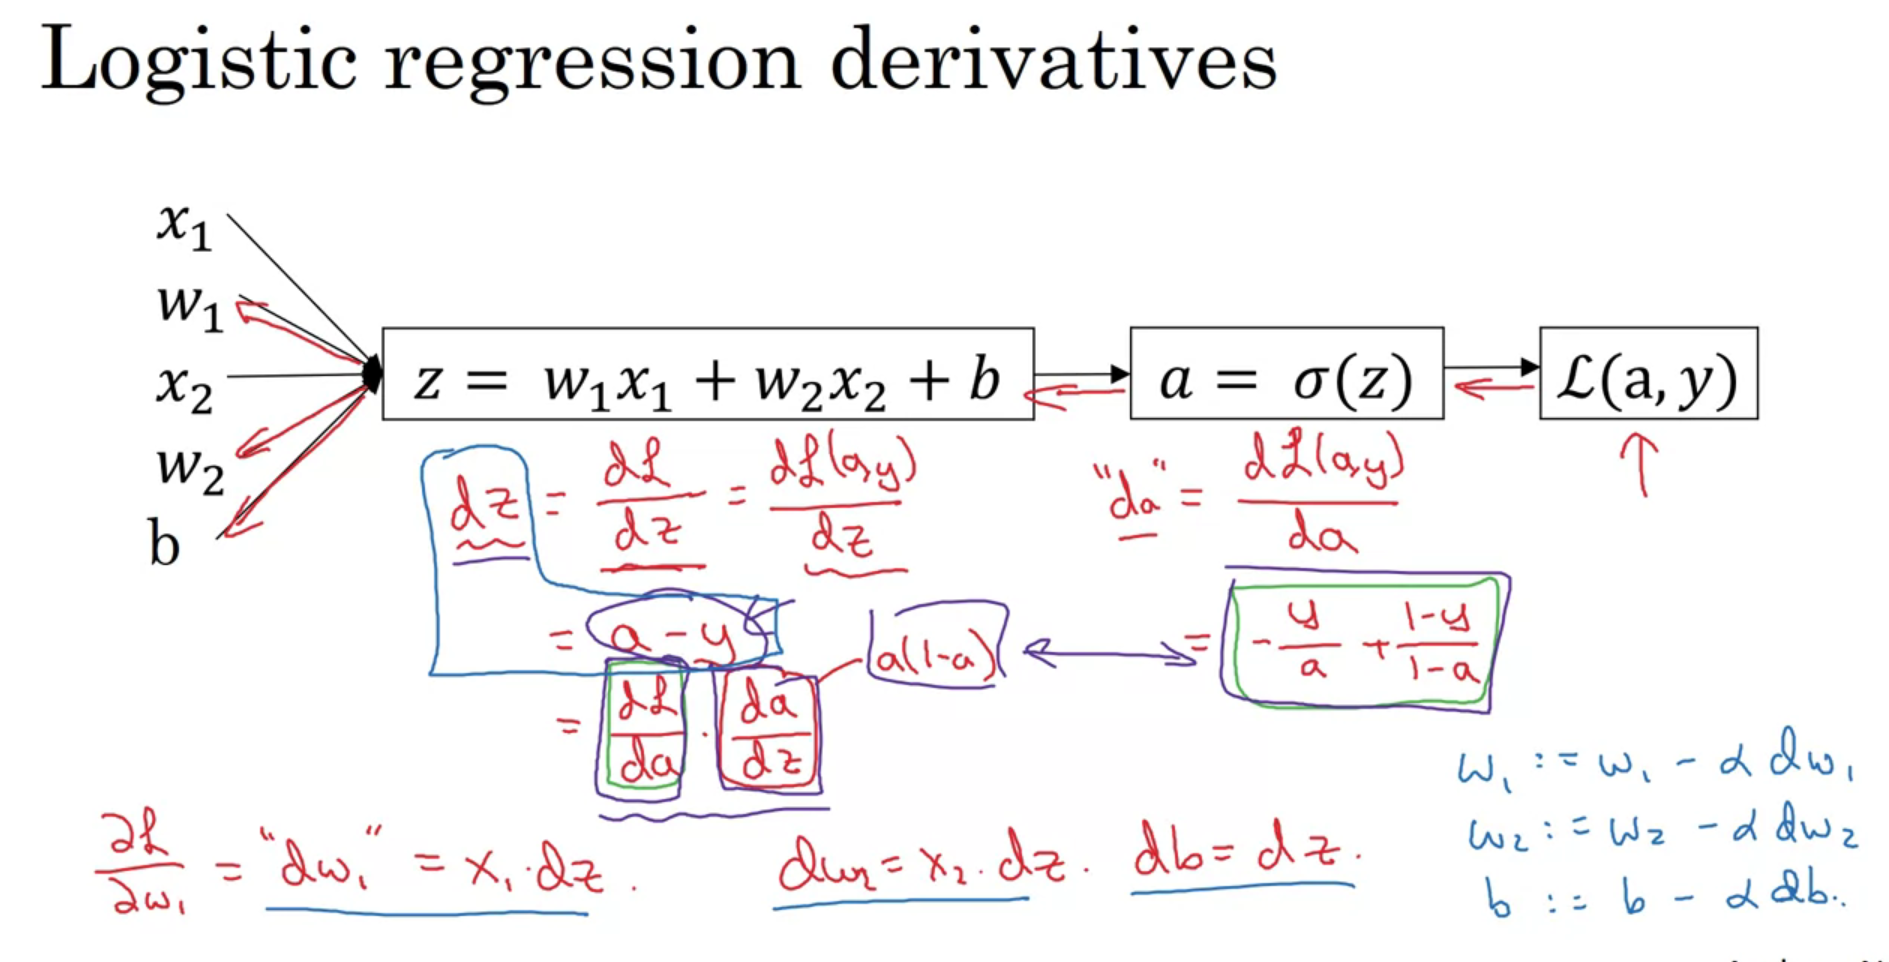 Logistic regression derivatives
x₁
w₁
x₂
w₂
b
z = w₁x₁ + w₂x₂ + b
a = σ(z)
ℒ(a, y)
dz = dℒ/dz = dℒ(a,y)/dz
"da" = dℒ(a,y)/da
= a - y
a(1-a)
= -y/a + (1-y)/(1-a)
= dℒ/da · da/dz
w₁ := w₁ - α dw₁
w₂ := w₂ - α dw₂
b := b - α db.
∂ℒ/∂w₁ = "dw₁" = x₁·dz.
dw₂ = x₂·dz.
db = dz.